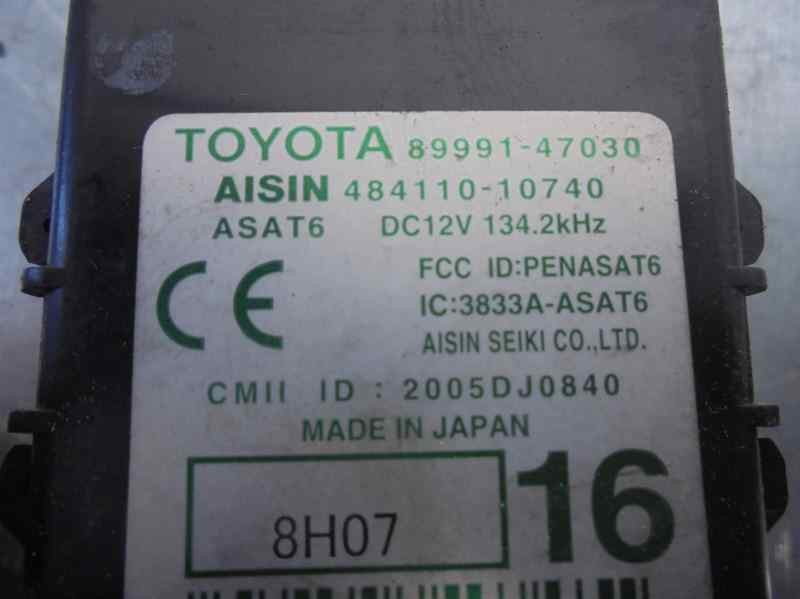 TOYOTA 89991-47030
AISIN 484110-10740
ASAT6 DC12V 134.2kHz
CE FCC ID:PENASAT6
IC:3833A-ASAT6
AISIN SEIKI CO.,LTD.
CMII ID : 2005DJ0840
MADE IN JAPAN
8H07 16